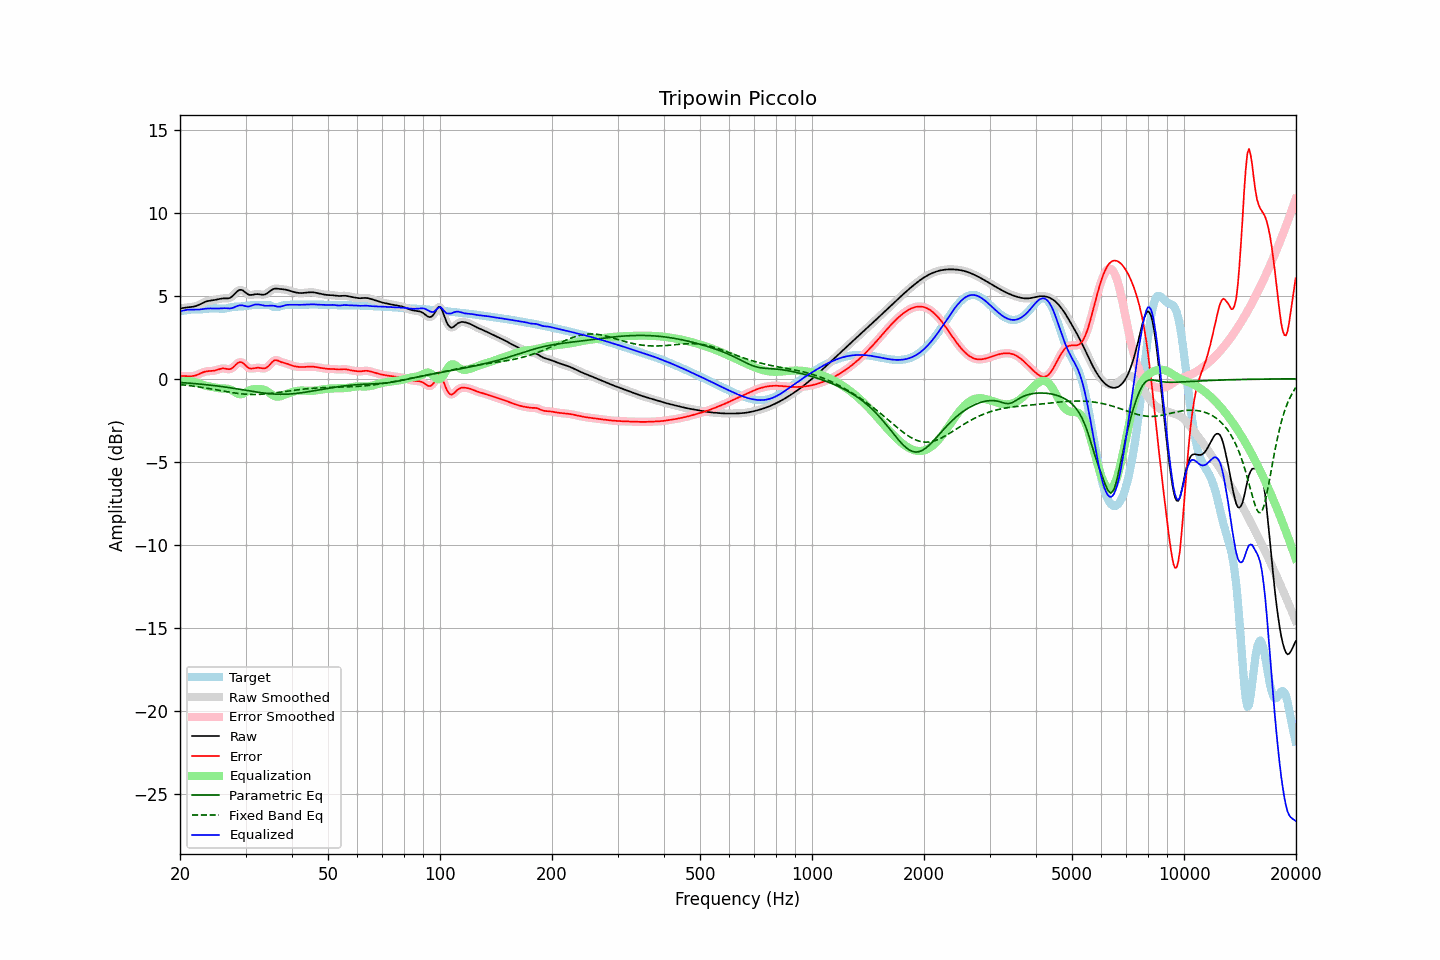 Tripowin Piccolo
Amplitude (dBr)
15
10
5
0
−5
−10
−15
−20
−25
Target
Raw Smoothed
Error Smoothed
Raw
Error
Equalization
Parametric Eq
Fixed Band Eq
Equalized
20 50 100 200 500 1000 2000 5000 10000 20000
Frequency (Hz)